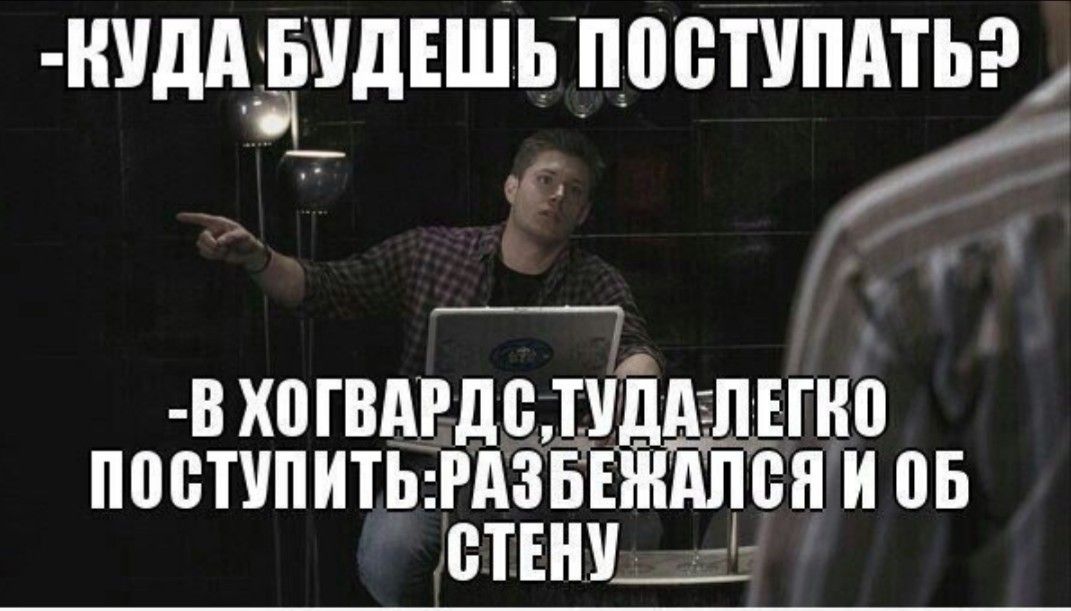 -КУДА БУДЕШЬ ПОСТУПАТЬ?
-В ХОГВАРДС,ТУДА ЛЕГКО
ПОСТУПИТЬ:РАЗБЕЖАЛСЯ И ОБ
СТЕНУ